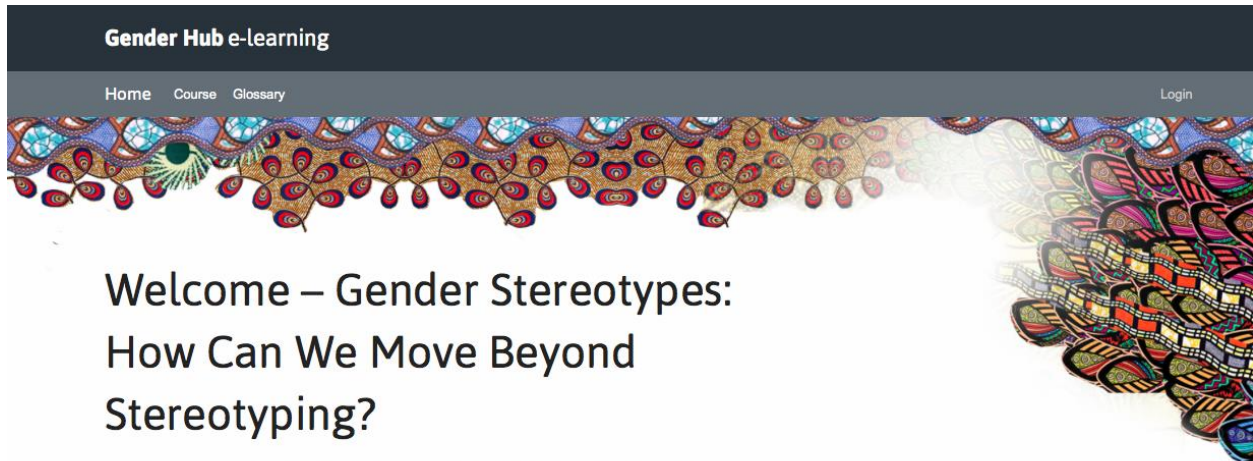 Gender Hub e-learning
Home Course Glossary Login
Welcome – Gender Stereotypes:
How Can We Move Beyond
Stereotyping?